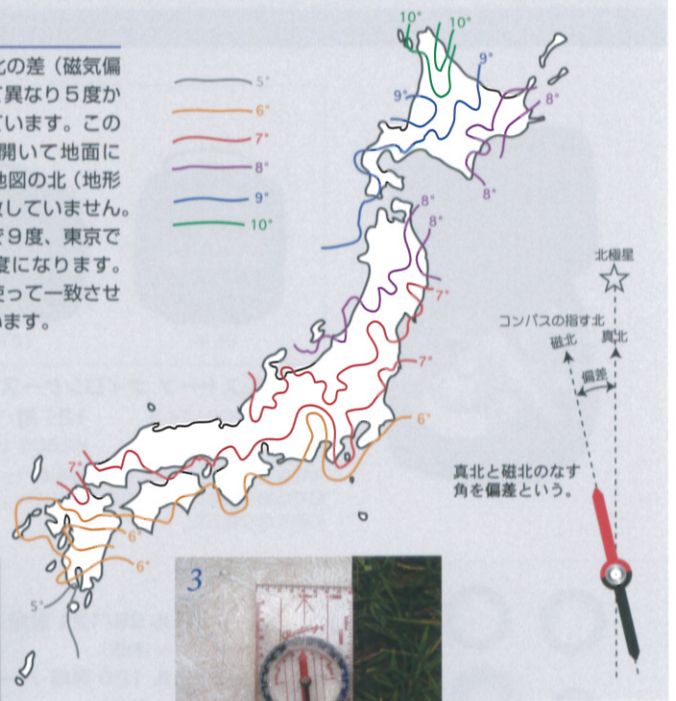 北の差（磁気偏
て異なり５度か
ています。この
開いて地面に
地図の北（地形
致していません。
で９度、東京で
度になります。
使って一致させ
います。
5°
6°
7°
8°
9°
10°
10°
10°
9°
9°
8°
8°
8°
8°
7°
7°
6°
7°
6°
6°
5°
北極星
コンパスの指す北
磁北
真北
偏差
真北と磁北のなす
角を偏差という。
3